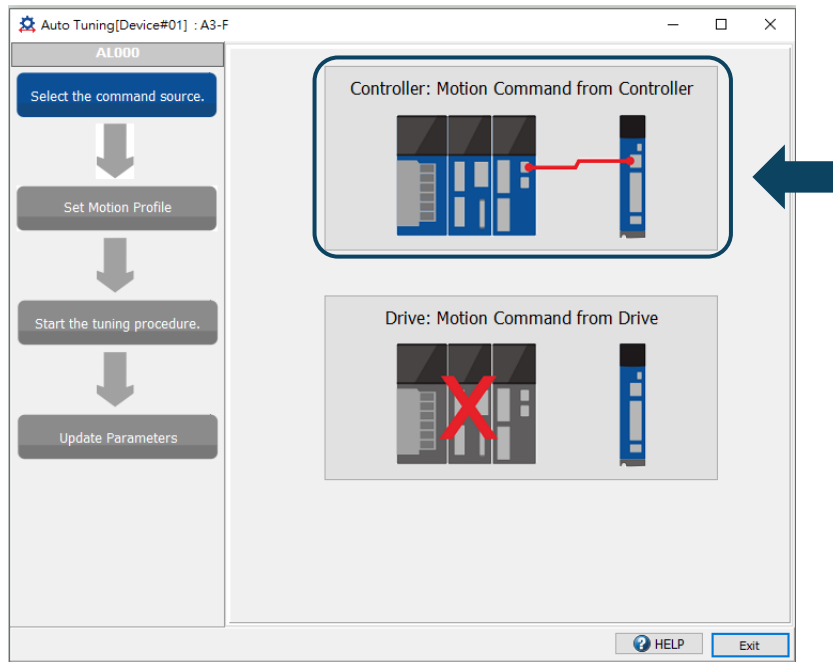 Auto Tuning[Device#01] : A3-F
AL000
Select the command source.
Set Motion Profile
Start the tuning procedure.
Update Parameters
Controller: Motion Command from Controller
Drive: Motion Command from Drive
HELP
Exit